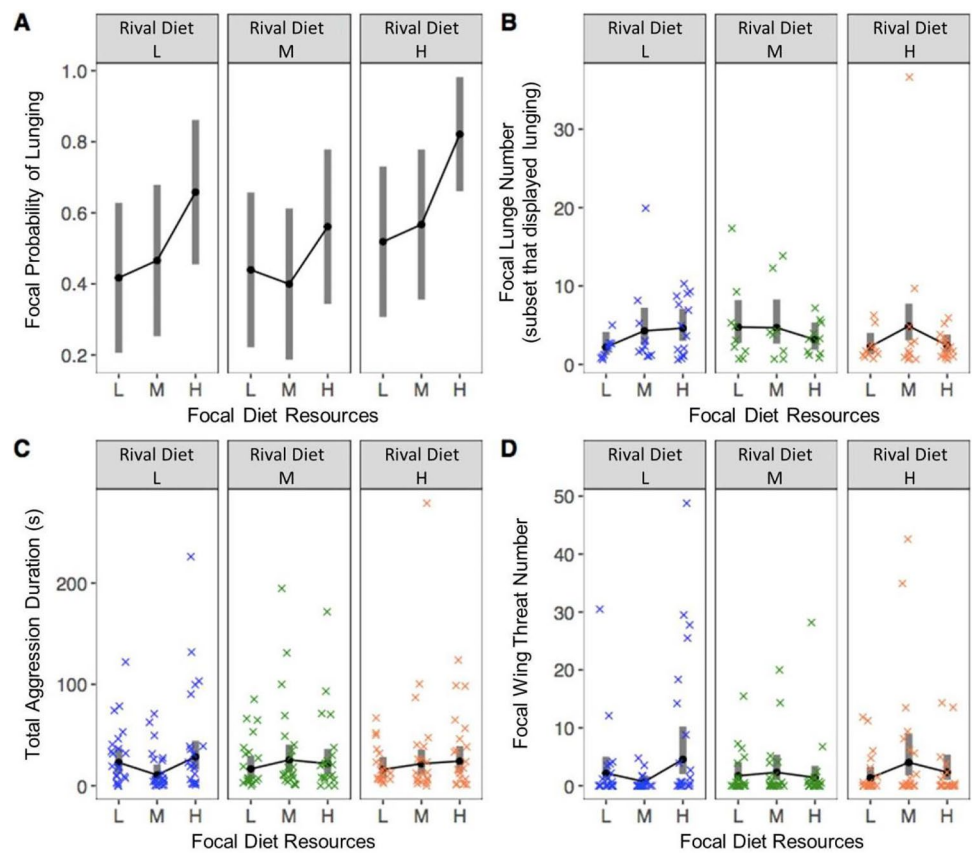 A
Rival Diet
L
Rival Diet
M
Rival Diet
H
Focal Probability of Lunging
1.0
0.8
0.6
0.4
0.2
L M H
L M H
L M H
Focal Diet Resources
B
Rival Diet
L
Rival Diet
M
Rival Diet
H
Focal Lunge Number
(subset that displayed lunging)
30
20
10
0
L M H
L M H
L M H
Focal Diet Resources
C
Rival Diet
L
Rival Diet
M
Rival Diet
H
Total Aggression Duration (s)
200
100
0
L M H
L M H
L M H
Focal Diet Resources
D
Rival Diet
L
Rival Diet
M
Rival Diet
H
Focal Wing Threat Number
50
40
30
20
10
0
L M H
L M H
L M H
Focal Diet Resources